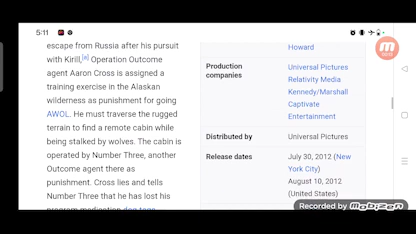 5:11
escape from Russia after his pursuit
with Kirill,[a] Operation Outcome
agent Aaron Cross is assigned a
training exercise in the Alaskan
wilderness as punishment for going
AWOL. He must traverse the rugged
terrain to find a remote cabin while
being stalked by wolves. The cabin is
operated by Number Three, another
Outcome agent there as
punishment. Cross lies and tells
Number Three that he has lost his
program medication dog tags
Howard
Production
companies
Universal Pictures
Relativity Media
Kennedy/Marshall
Captivate
Entertainment
Distributed by
Universal Pictures
Release dates
July 30, 2012 (New
York City)
August 10, 2012
(United States)
Recorded by mobizen